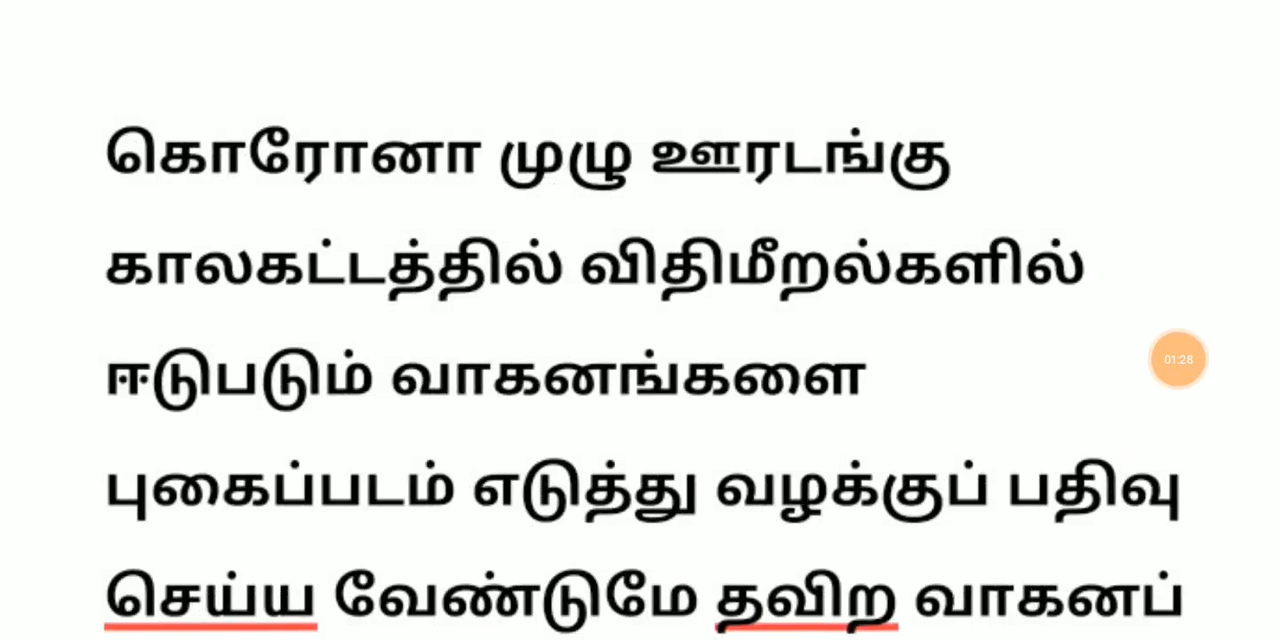 கொரோனா முழு ஊரடங்கு
காலகட்டத்தில் விதிமீறல்களில்
ஈடுபடும் வாகனங்களை
01:28
புகைப்படம் எடுத்து வழக்குப் பதிவு
செய்ய வேண்டுமே தவிற வாகனப்